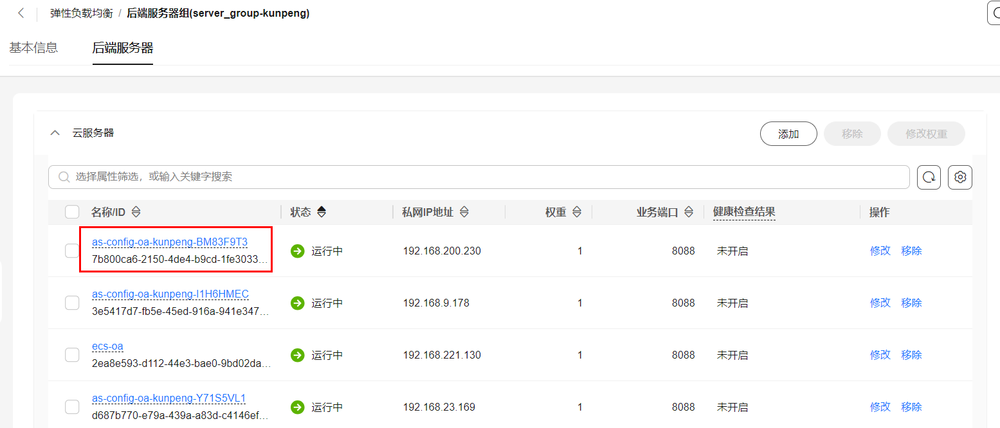 弹性负载均衡 / 后端服务器组(server_group-kunpeng)
基本信息 后端服务器
云服务器 添加 移除 修改权重
选择属性筛选，或输入关键字搜索
名称/ID 状态 私网IP地址 权重 业务端口 健康检查结果 操作
as-config-oa-kunpeng-BM83F9T3
7b800ca6-2150-4de4-b9cd-1fe3033... 运行中 192.168.200.230 1 8088 未开启 修改 移除
as-config-oa-kunpeng-I1H6HMEC
3e5417d7-fb5e-45ed-916a-941e347... 运行中 192.168.9.178 1 8088 未开启 修改 移除
ecs-oa
2ea8e593-d112-44e3-bae0-9bd02da... 运行中 192.168.221.130 1 8088 未开启 修改 移除
as-config-oa-kunpeng-Y71S5VL1
d687b770-e79a-439a-a83d-c4146ef... 运行中 192.168.23.169 1 8088 未开启 修改 移除